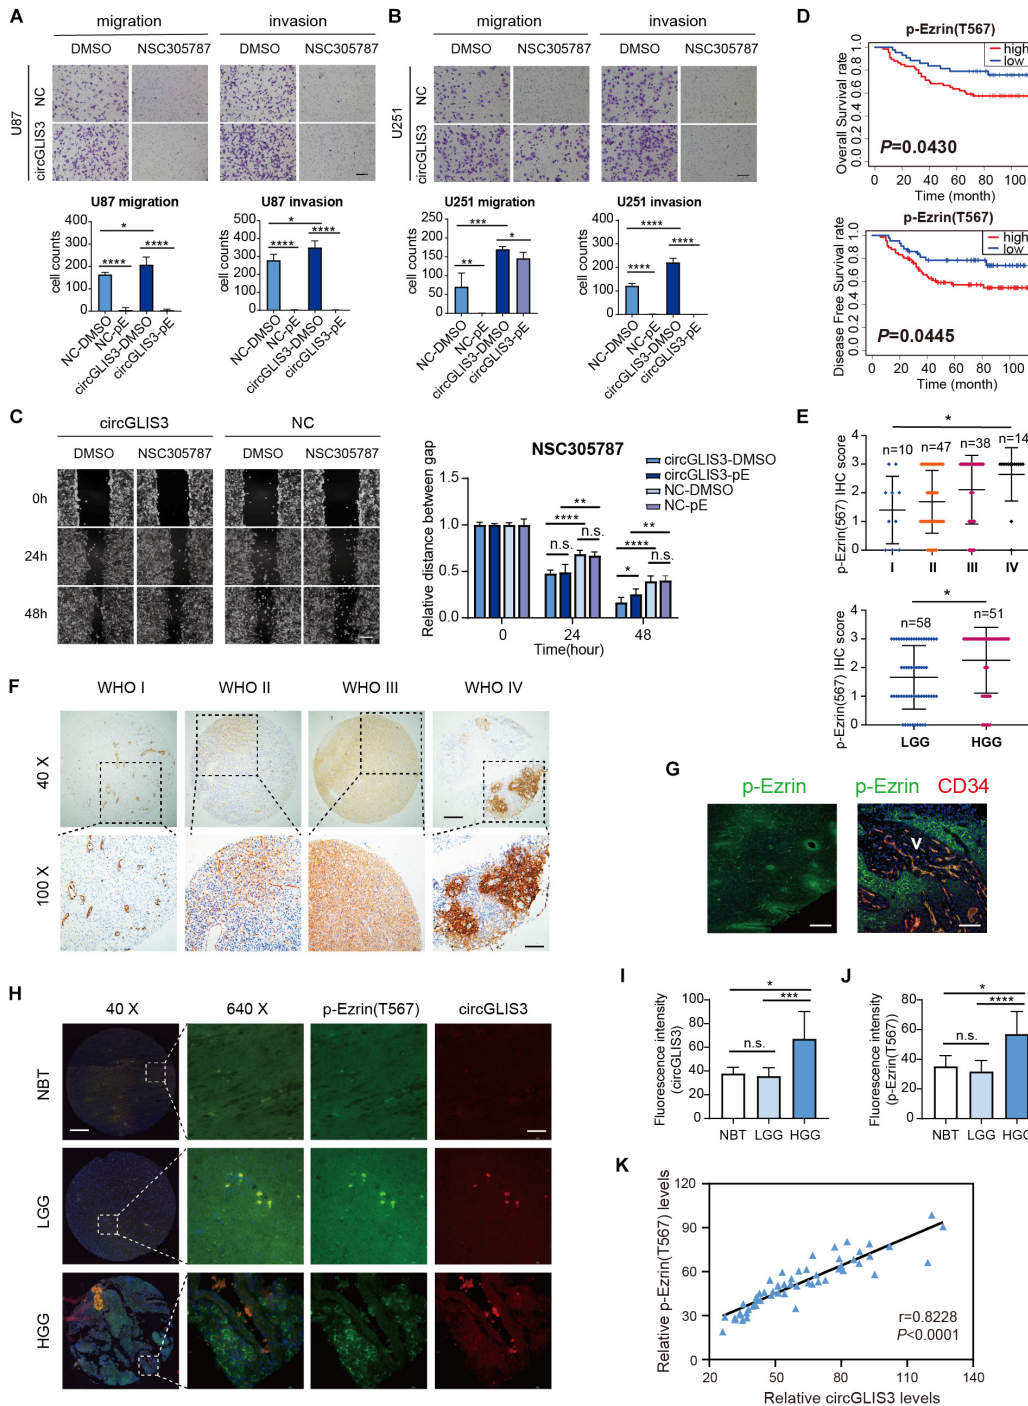 A
migration
invasion
DMSO
NSC305787
DMSO
NSC305787
U87
NC
circGLIS3
U87 migration
cell counts
400
300
200
100
0
*
****
****
NC-DMSO
NC-pE
circGLIS3-DMSO
circGLIS3-pE
U87 invasion
cell counts
500
400
300
200
100
0
*
****
****
NC-DMSO
NC-pE
circGLIS3-DMSO
circGLIS3-pE
B
migration
invasion
DMSO
NSC305787
DMSO
NSC305787
U251
NC
circGLIS3
U251 migration
cell counts
250
200
150
100
50
0
***
**
*
NC-DMSO
NC-pE
circGLIS3-DMSO
circGLIS3-pE
U251 invasion
cell counts
400
300
200
100
0
****
****
****
NC-DMSO
NC-pE
circGLIS3-DMSO
circGLIS3-pE
C
circGLIS3
NC
DMSO
NSC305787
DMSO
NSC305787
0h
24h
48h
NSC305787
Relative distance between gap
1.5
1.0
0.5
0.0
circGLIS3-DMSO
circGLIS3-pE
NC-DMSO
NC-pE
**
****
n.s.
n.s.
**
****
n.s.
*
0
24
48
Time(hour)
D
p-Ezrin(T567)
high
low
Overall Survival rate
0.0 0.2 0.4 0.6 0.8 1.0
P=0.0430
0 20 40 60 80 100
Time (month)
p-Ezrin(T567)
high
low
Disease Free Survival rate
0.0 0.2 0.4 0.6 0.8 1.0
P=0.0445
0 20 40 60 80 100
Time (month)
E
*
n=10
n=47
n=38
n=14
p-Ezrin(567) IHC score
4
3
2
1
0
I
II
III
IV
*
n=58
n=51
p-Ezrin(567) IHC score
4
3
2
1
0
LGG
HGG
F
WHO I
WHO II
WHO III
WHO IV
40 X
100 X
G
p-Ezrin
p-Ezrin CD34
V
H
40 X
640 X
p-Ezrin(T567)
circGLIS3
NBT
LGG
HGG
I
Fluorescence intensity
(circGLIS3)
100
80
60
40
20
0
*
***
n.s.
NBT
LGG
HGG
J
Fluorescence intensity
(p-Ezrin(T567))
80
60
40
20
0
*
****
n.s.
NBT
LGG
HGG
K
Relative p-Ezrin(T567) levels
120
90
60
30
0
r=0.8228
P<0.0001
20
50
80
110
140
Relative circGLIS3 levels